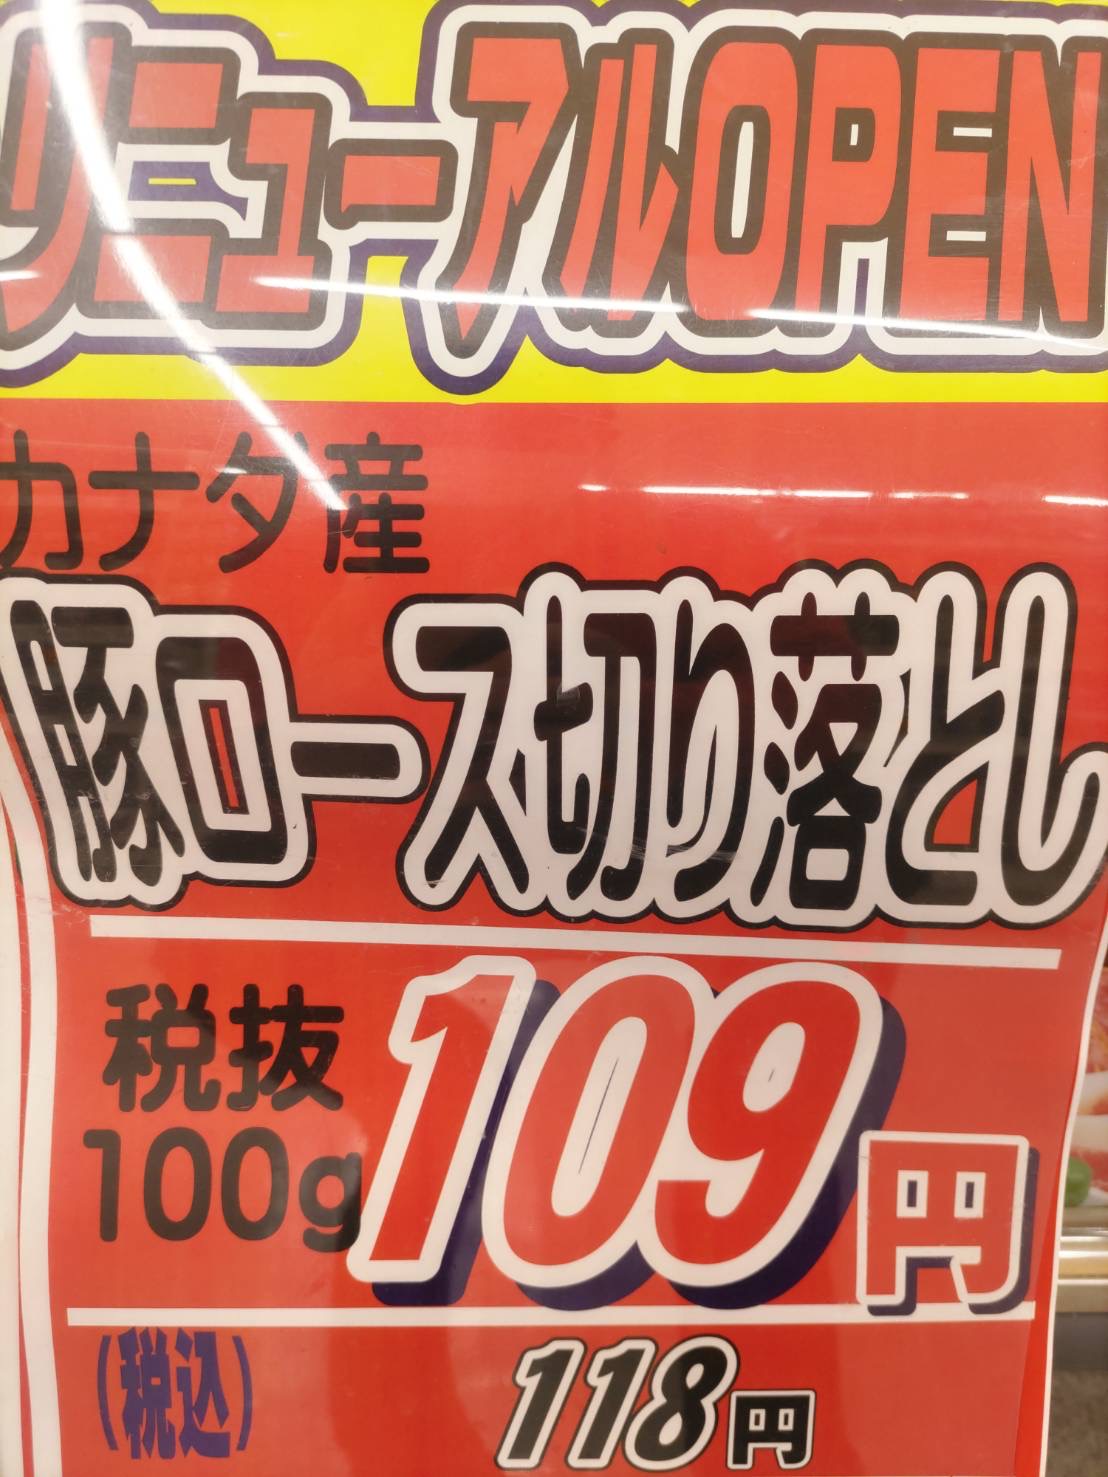 リニューアルOPEN
カナダ産
豚ロース切り落とし
税抜
100g
109円
(税込)
118円